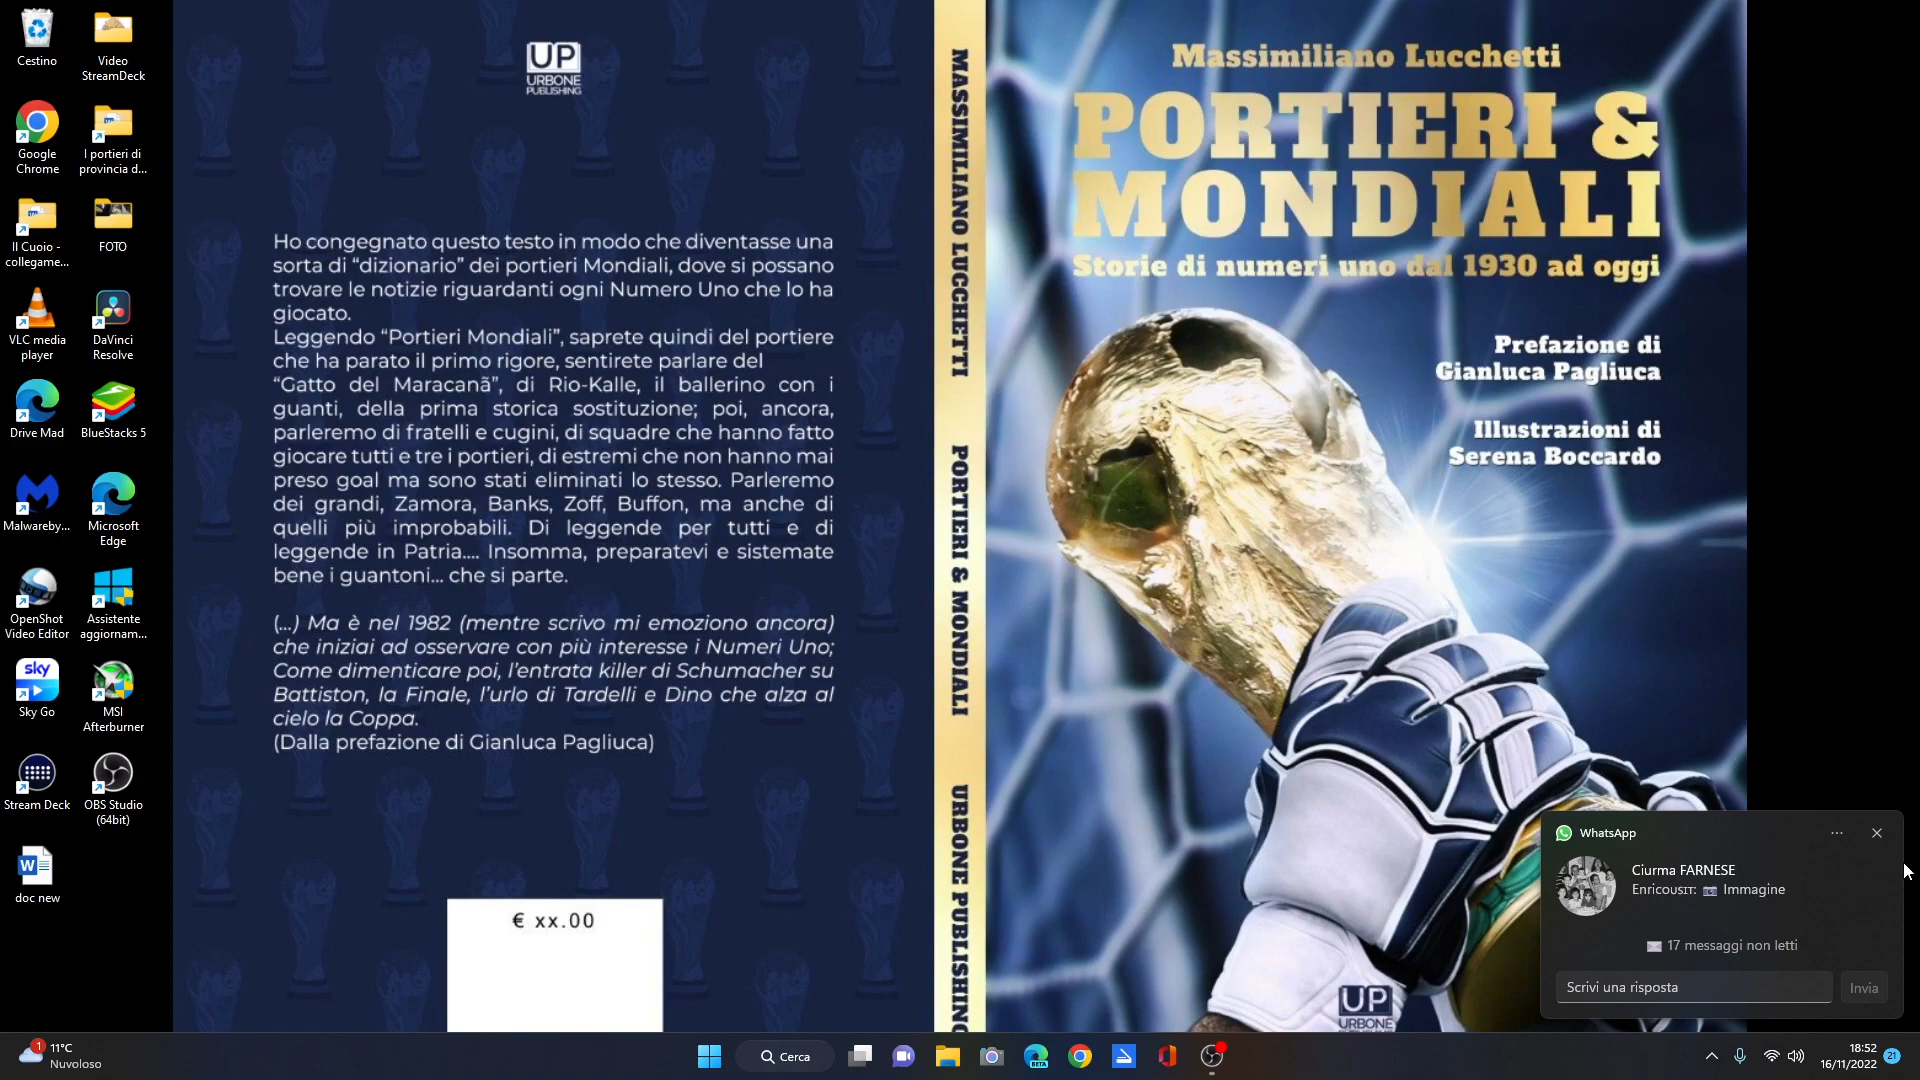 Cestino
Video
StreamDeck
Google
Chrome
I portieri di
provincia d...
Il Cuoio -
collegame...
FOTO
VLC media
player
DaVinci
Resolve
Drive Mad
BlueStacks 5
Malwareby...
Microsoft
Edge
OpenShot
Video Editor
Assistente
aggiornam...
sky
Sky Go
MSI
Afterburner
Stream Deck
OBS Studio
(64bit)
W
doc new
UP
URBONE
PUBLISHING
Ho congegnato questo testo in modo che diventasse una
sorta di “dizionario” dei portieri Mondiali, dove si possano
trovare le notizie riguardanti ogni Numero Uno che lo ha
giocato.
Leggendo “Portieri Mondiali”, saprete quindi del portiere
che ha parato il primo rigore, sentirete parlare del
“Gatto del Maracanã”, di Rio-Kalle, il ballerino con i
guanti, della prima storica sostituzione; poi, ancora,
parleremo di fratelli e cugini, di squadre che hanno fatto
giocare tutti e tre i portieri, di estremi che non hanno mai
preso goal ma sono stati eliminati lo stesso. Parleremo
dei grandi, Zamora, Banks, Zoff, Buffon, ma anche di
quelli più improbabili. Di leggende per tutti e di
leggende in Patria.... Insomma, preparatevi e sistemate
bene i guantoni... che si parte.
(...) Ma è nel 1982 (mentre scrivo mi emoziono ancora)
che iniziai ad osservare con più interesse i Numeri Uno;
Come dimenticare poi, l’entrata killer di Schumacher su
Battiston, la Finale, l’urlo di Tardelli e Dino che alza al
cielo la Coppa.
(Dalla prefazione di Gianluca Pagliuca)
€ xx.00
MASSIMILIANO LUCCHETTI
PORTIERI & MONDIALI
URBONE PUBLISHING
Massimiliano Lucchetti
PORTIERI &
MONDIALI
Storie di numeri uno dal 1930 ad oggi
Prefazione di
Gianluca Pagliuca
Illustrazioni di
Serena Boccardo
UP
URBONE
WhatsApp
Ciurma FARNESE
Enricousit: Immagine
17 messaggi non letti
Scrivi una risposta
Invia
1
11°C
Nuvoloso
Cerca
BETA
18:52
16/11/2022
21